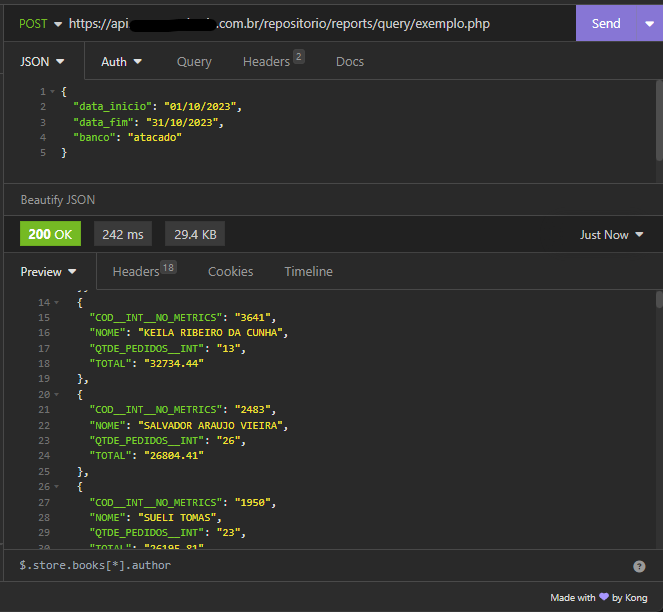 POST https://api .com.br/repositorio/reports/query/exemplo.php Send
JSON Auth Query Headers 2 Docs
1 {
2 "data_inicio": "01/10/2023",
3 "data_fim": "31/10/2023",
4 "banco": "atacado"
5 }
Beautify JSON
200 OK 242 ms 29.4 KB Just Now
Preview Headers 18 Cookies Timeline
},
14 {
15 "COD__INT__NO_METRICS": "3641",
16 "NOME": "KEILA RIBEIRO DA CUNHA",
17 "QTDE_PEDIDOS__INT": "13",
18 "TOTAL": "32734.44"
19 },
20 {
21 "COD__INT__NO_METRICS": "2483",
22 "NOME": "SALVADOR ARAUJO VIEIRA",
23 "QTDE_PEDIDOS__INT": "26",
24 "TOTAL": "26804.41"
25 },
26 {
27 "COD__INT__NO_METRICS": "1950",
28 "NOME": "SUELI TOMAS",
29 "QTDE_PEDIDOS__INT": "23",
30 "TOTAL": "26195.81"
$.store.books[*].author ?
Made with by Kong